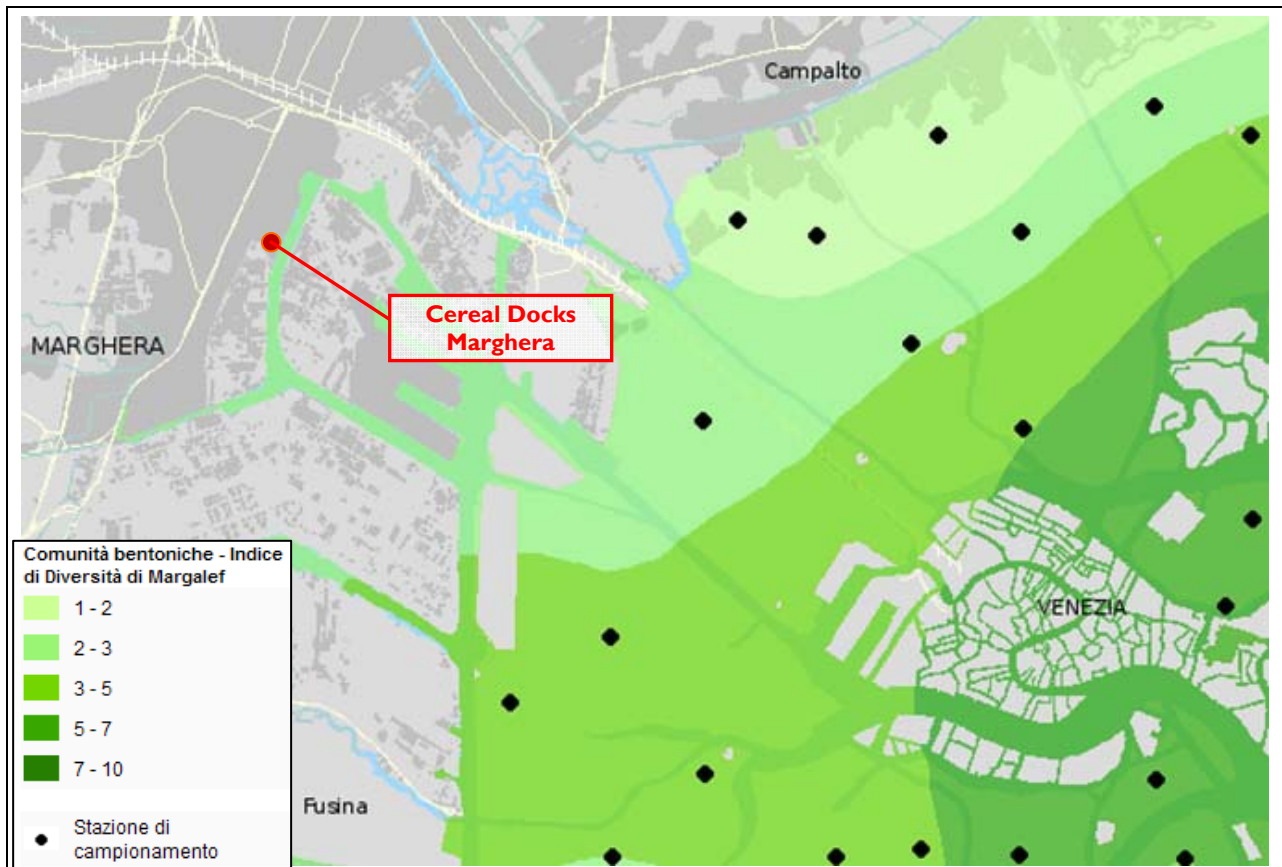 Campalto
Cereal Docks
Marghera
MARGHERA
VENEZIA
Fusina
Comunità bentoniche - Indice
di Diversità di Margalef
1 - 2
2 - 3
3 - 5
5 - 7
7 - 10
Stazione di
campionamento